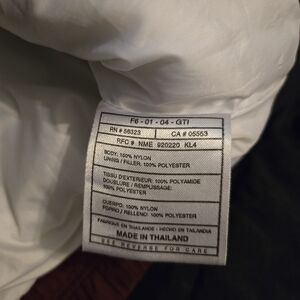 F6 - 01 - 04 - GTI
RN # 56323 CA # 05553
RFC # NME 920220 KL4
BODY: 100% NYLON
LINING / FILLER: 100% POLYESTER
TISSU D'EXTERIEUR: 100% POLYAMIDE
DOUBLURE / REMPLISSAGE:
100% POLYESTER
CUERPO: 100% NYLON
FORRO / RELLENO: 100% POLYESTER
FABRIQUE EN THAILANDE - HECHO EN TAILANDIA
MADE IN THAILAND
SEE REVERSE FOR CARE